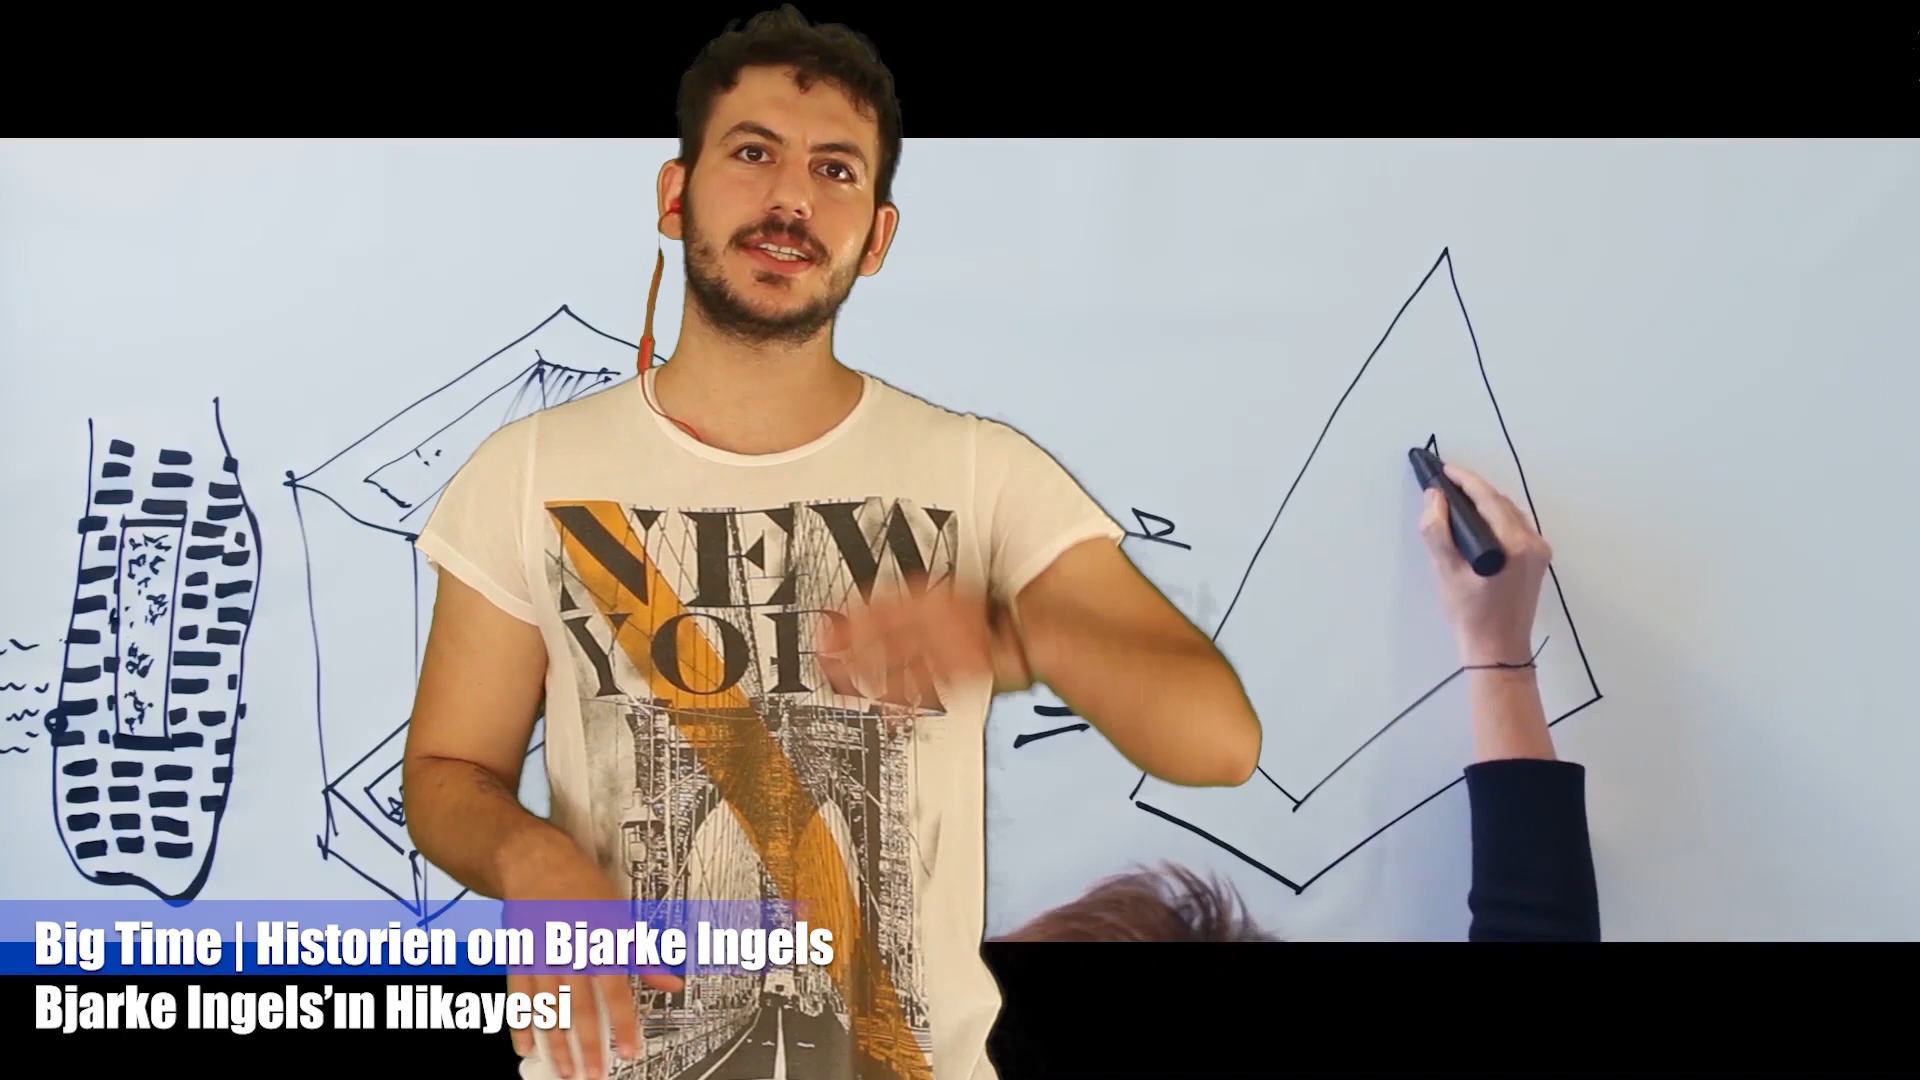 NEW
YORK
Big Time | Historien om Bjarke Ingels
Bjarke Ingels’ın Hikayesi